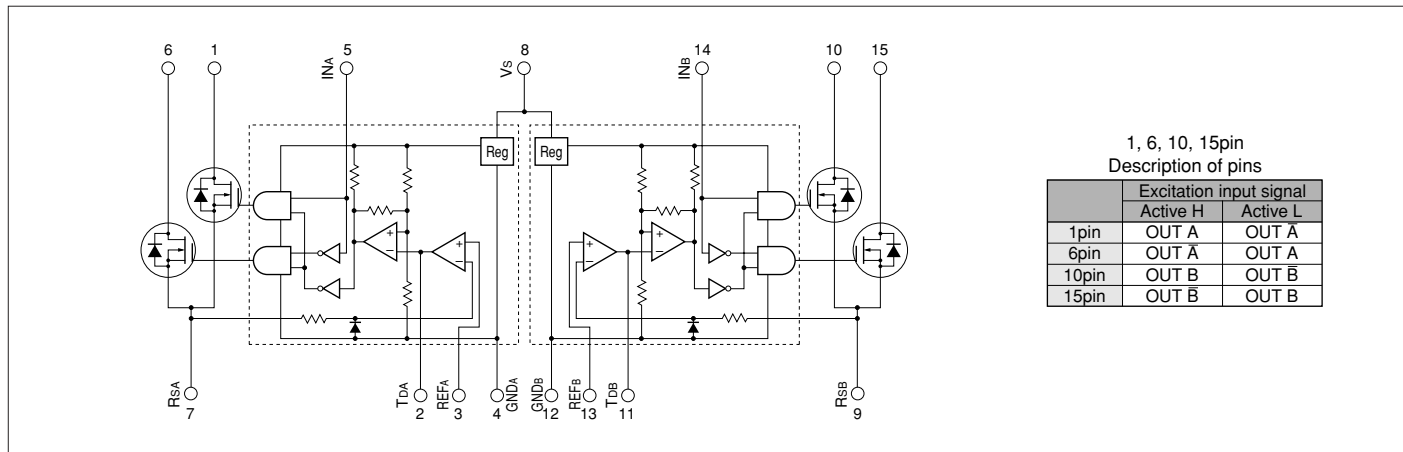 6 1 5 8 14 10 15
INA VS INB
Reg Reg
+ + + +
− − − −
RSA TDA REFA GNDA GNDB REFB TDB RSB
7 2 3 4 12 13 11 9
1, 6, 10, 15pin
Description of pins
Excitation input signal
Active H Active L
1pin OUT A OUT A̅
6pin OUT A̅ OUT A
10pin OUT B OUT B̅
15pin OUT B̅ OUT B